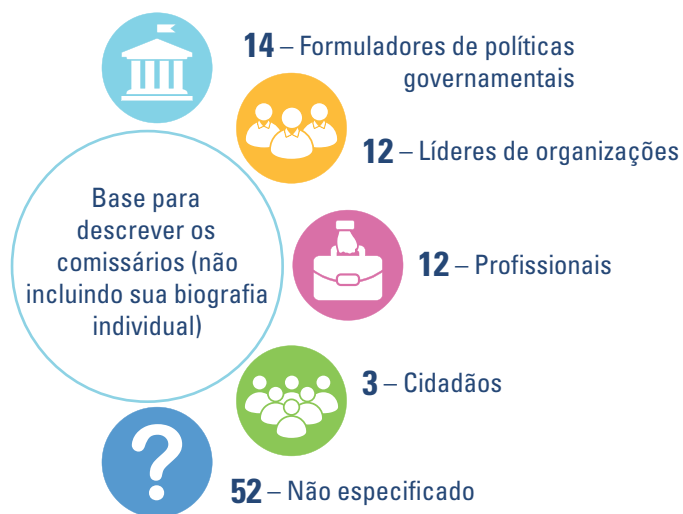 14 – Formuladores de políticas
governamentais
12 – Líderes de organizações
Base para
descrever os
comissários (não
incluindo sua biografia
individual)
12 – Profissionais
3 – Cidadãos
52 – Não especificado